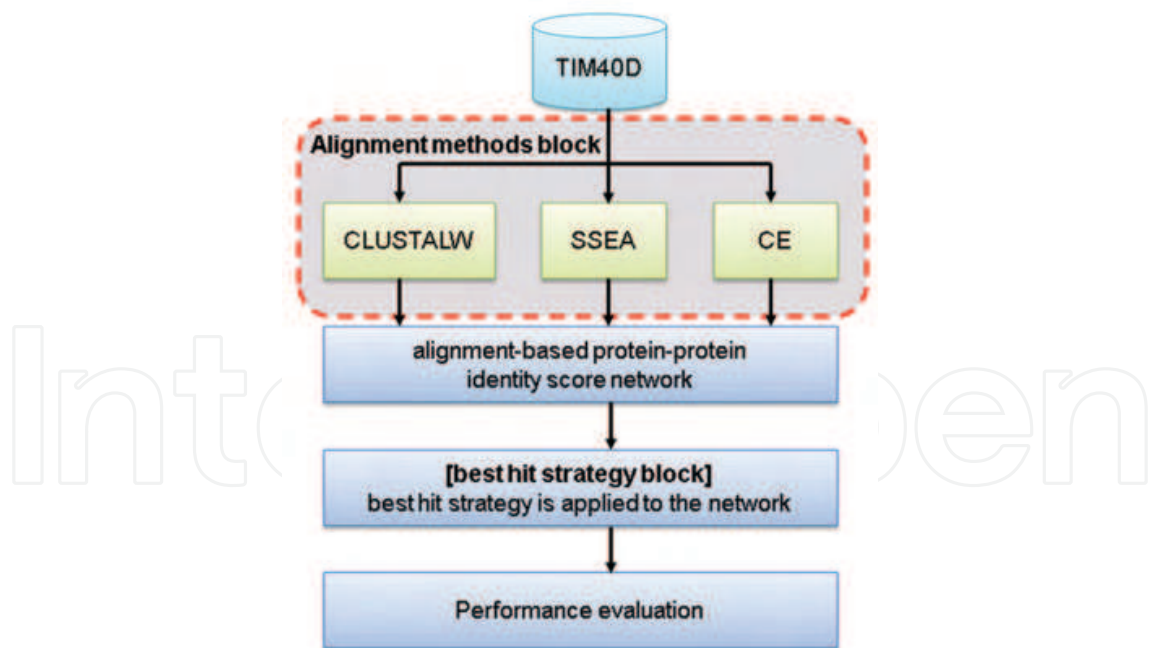 TIM40D
Alignment methods block
CLUSTALW
SSEA
CE
alignment-based protein-protein
identity score network
[best hit strategy block]
best hit strategy is applied to the network
Performance evaluation